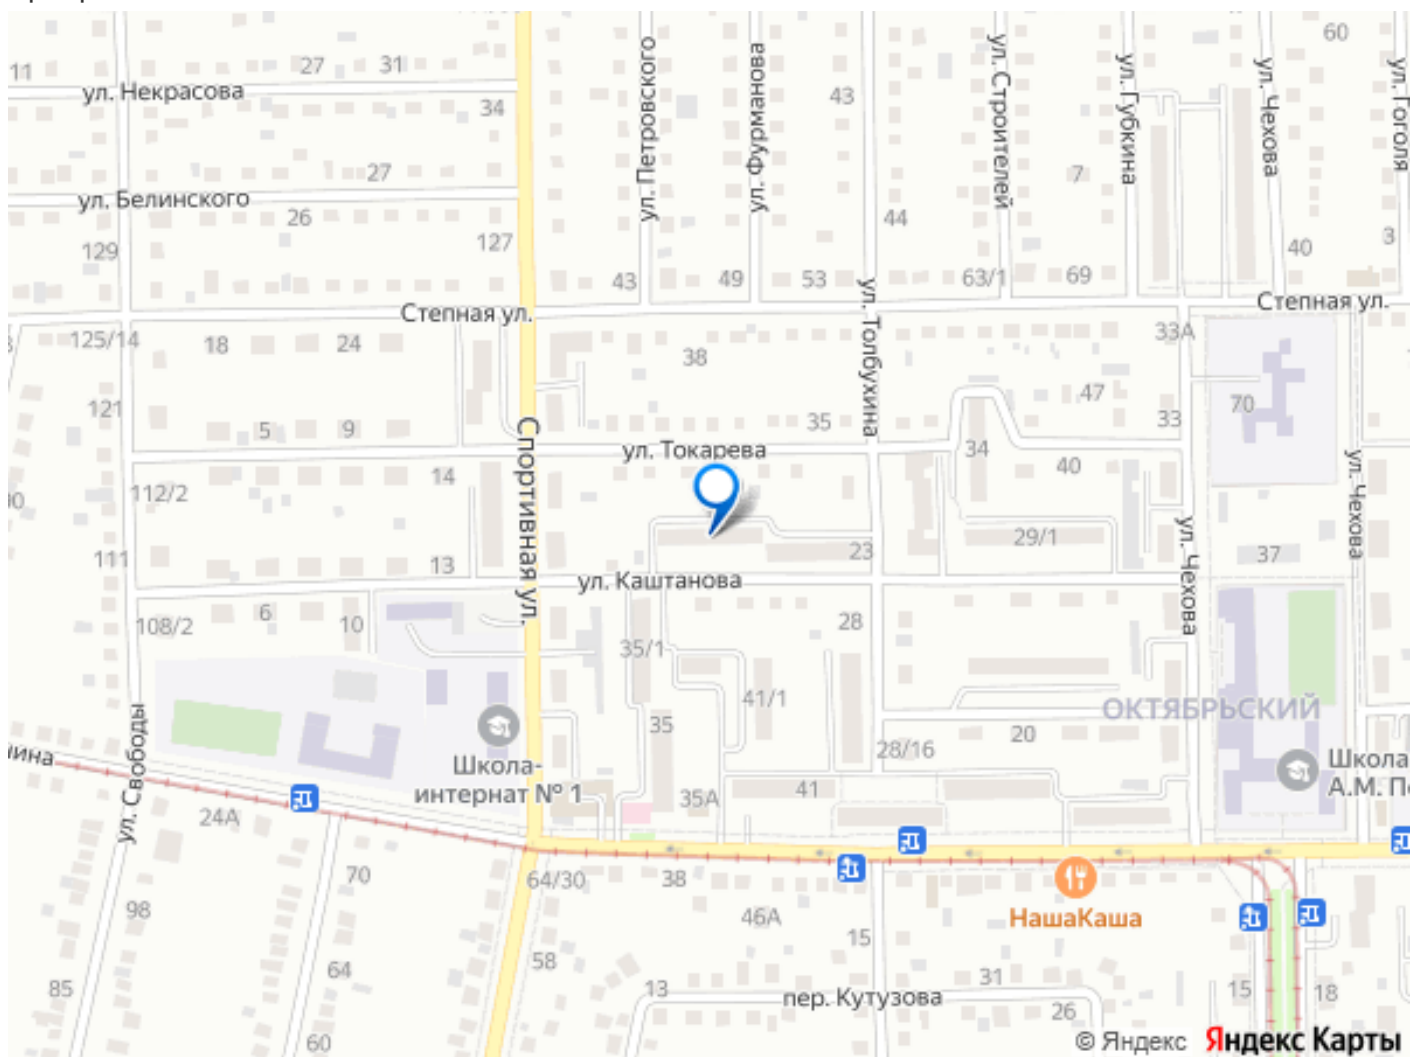 60
11
27
31
ул. Некрасова
34
43
ул. Петровского
ул. Фурманова
ул. Строителей
ул. Губкина
ул. Чехова
ул. Гоголя
27
7
ул. Белинского
26
44
129
127
40
3
43
49
53
63/1
69
ул. Толбухина
Степная ул.
Степная ул.
125/14
18
24
38
33А
47
121
5
9
35
33
70
Спортивная ул.
ул. Токарева
14
34
40
ул. Чехова
112/2
111
13
23
29/1
37
ул. Чехова
ул. Каштанова
108/2
6
10
35/1
28
41/1
ОКТЯБРЬСКИЙ
ул. Свободы
35
20
28/16
Школа-
интернат № 1
Школа
А.М. П
35А
41
24А
70
64/30
38
46А
НашаКаша
98
15
58
64
85
13
31
пер. Кутузова
26
15
18
60
© Яндекс
Яндекс Карты